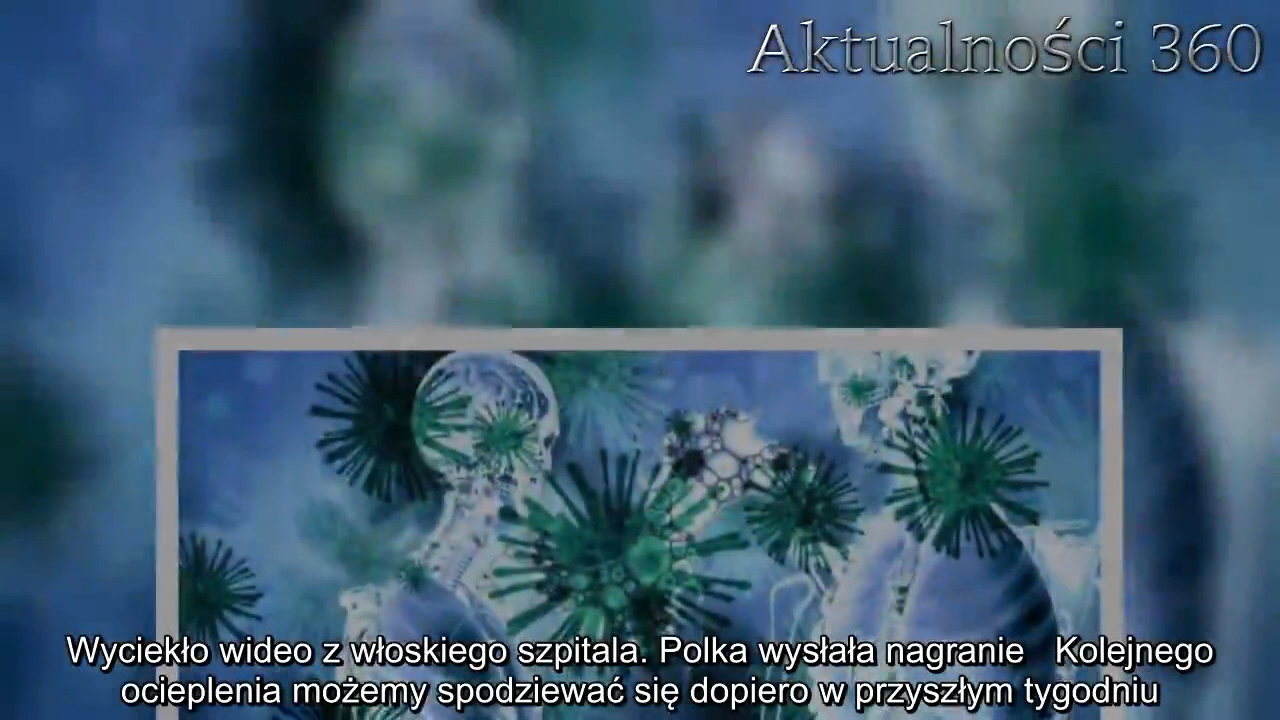 Aktualności 360
Wyciekło wideo z włoskiego szpitala. Polka wysłała nagranie   Kolejnego
ocieplenia możemy spodziewać się dopiero w przyszłym tygodniu